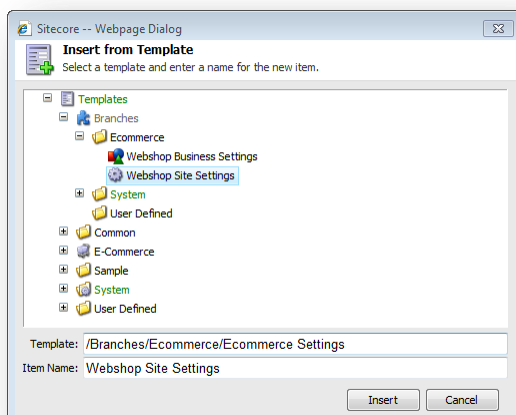 Sitecore -- Webpage Dialog
Insert from Template
Select a template and enter a name for the new item.
Templates
Branches
Ecommerce
Webshop Business Settings
Webshop Site Settings
System
User Defined
Common
E-Commerce
Sample
System
User Defined
Template: /Branches/Ecommerce/Ecommerce Settings
Item Name: Webshop Site Settings
Insert Cancel